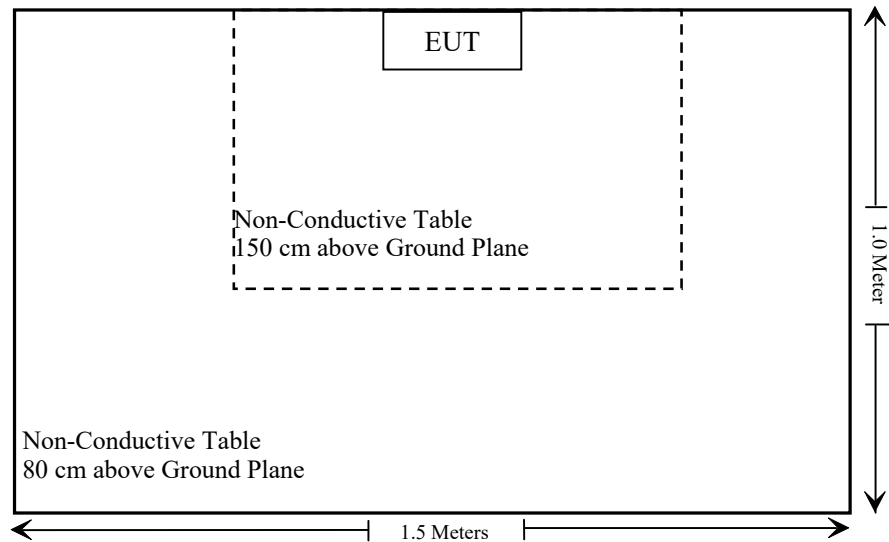 EUT
Non-Conductive Table
150 cm above Ground Plane
1.0 Meter
Non-Conductive Table
80 cm above Ground Plane
1.5 Meters